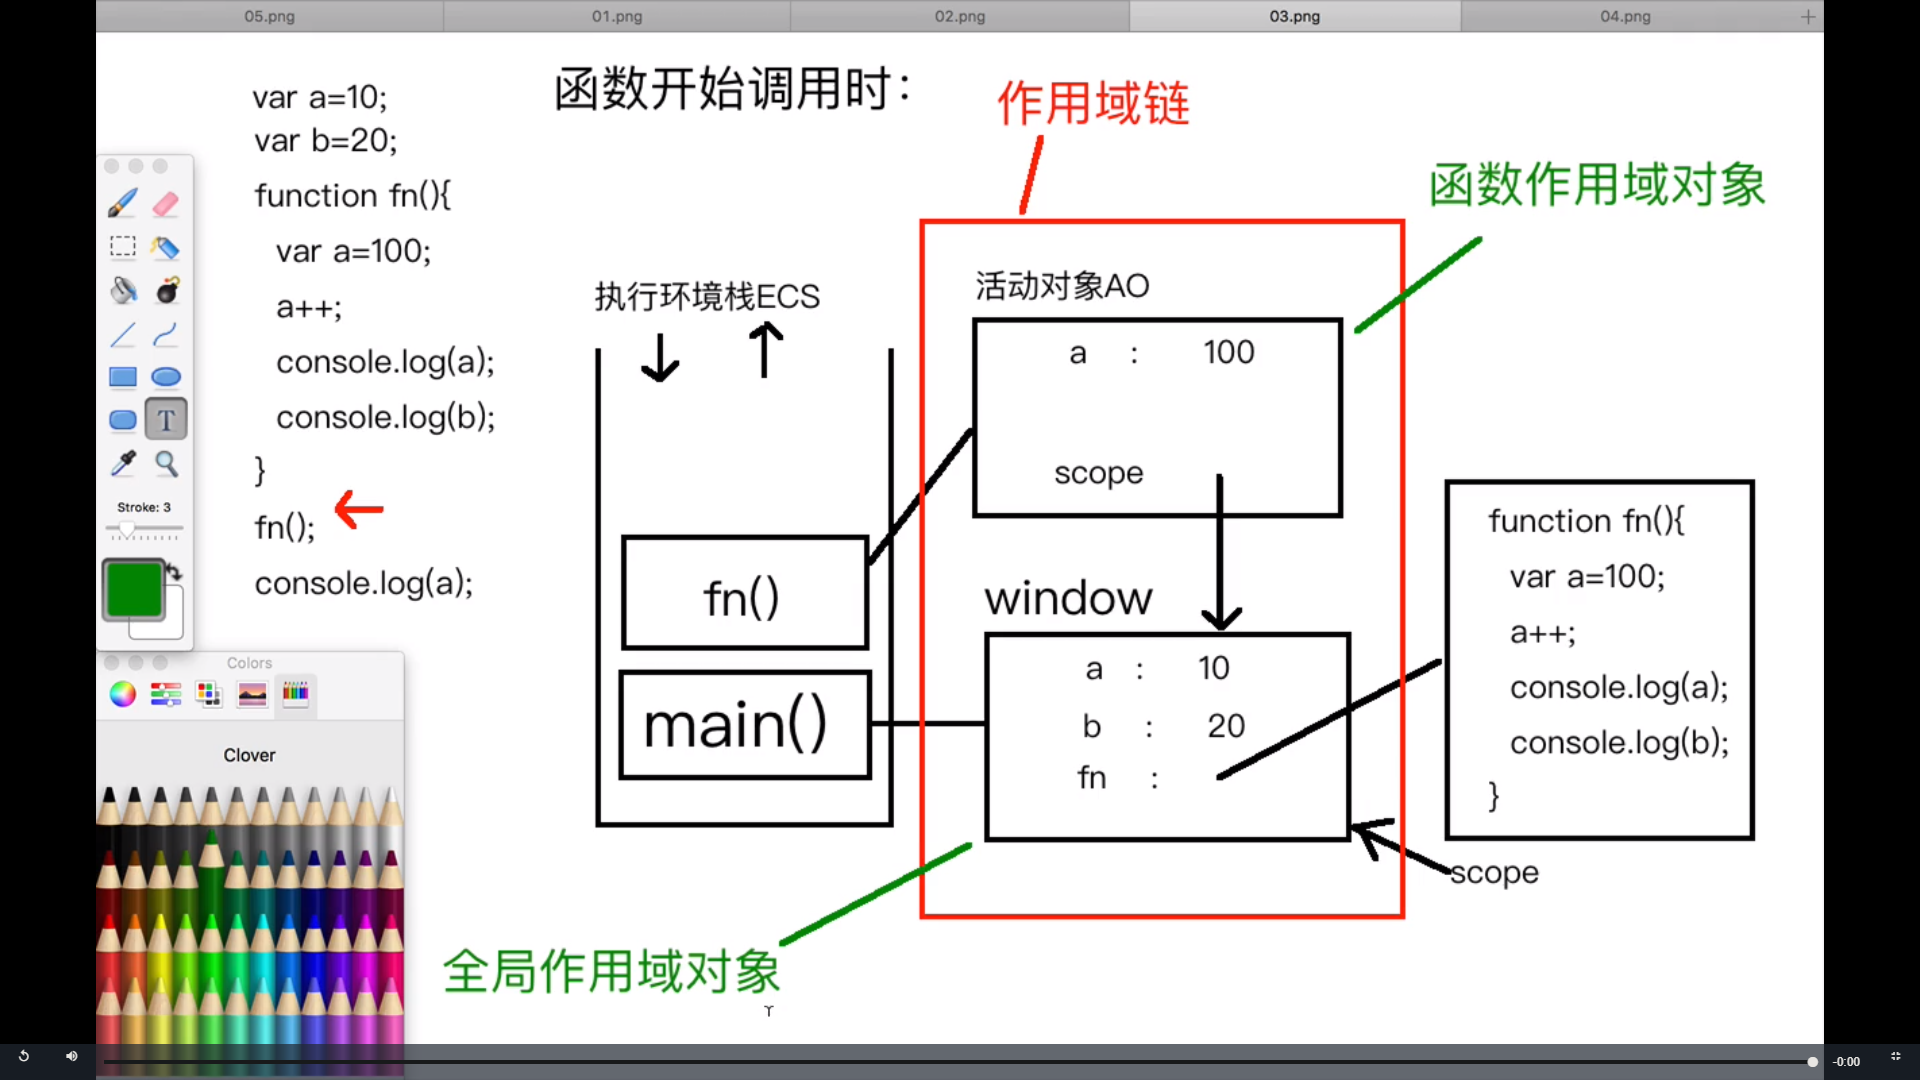 05.png
01.png
02.png
03.png
04.png
函数开始调用时：
作用域链
函数作用域对象
var a=10;
var b=20;
function fn(){
var a=100;
a++;
console.log(a);
console.log(b);
}
fn();
console.log(a);
T
Stroke: 3
Colors
Clover
执行环境栈ECS
fn()
main()
活动对象AO
a : 100
scope
window
a : 10
b : 20
fn :
function fn(){
var a=100;
a++;
console.log(a);
console.log(b);
}
scope
全局作用域对象
-0:00